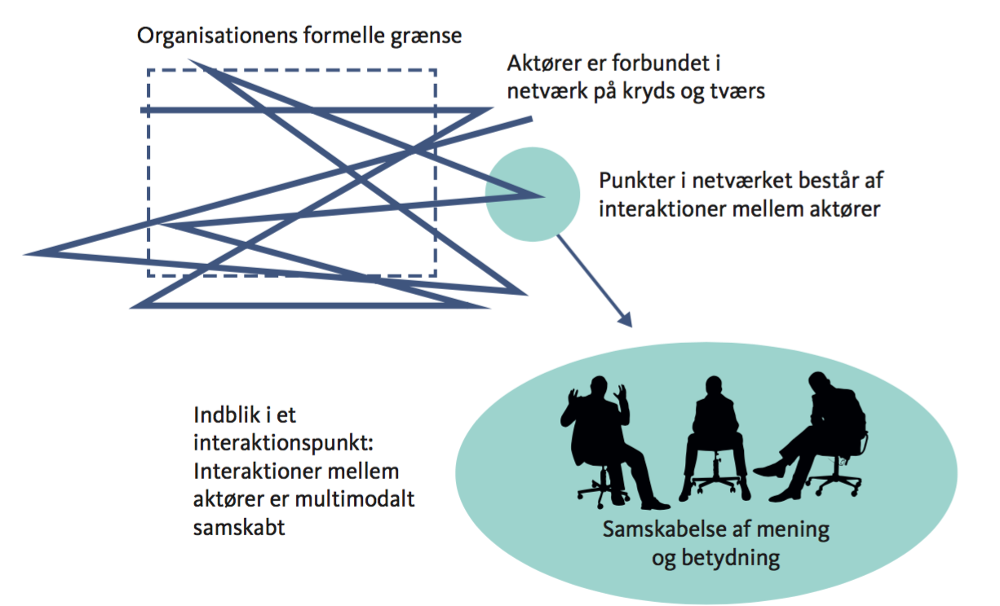 Organisationens formelle grænse
Aktører er forbundet i
netværk på kryds og tværs
Punkter i netværket består af
interaktioner mellem aktører
Indblik i et
interaktionspunkt:
Interaktioner mellem
aktører er multimodalt
samskabt
Samskabelse af mening
og betydning